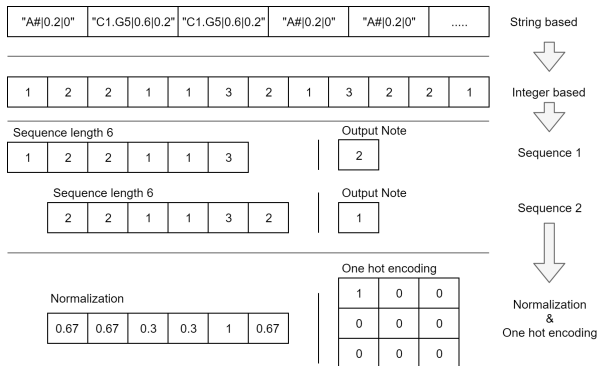 "A#|0.2|0" "C1.G5|0.6|0.2" "C1.G5|0.6|0.2" "A#|0.2|0" "A#|0.2|0" ..... String based
1 2 2 1 1 3 2 1 3 2 2 1 Integer based
Sequence length 6 Output Note
1 2 2 1 1 3 2 Sequence 1
Sequence length 6 Output Note
2 2 1 1 3 2 1 Sequence 2
One hot encoding
Normalization
0.67 0.67 0.3 0.3 1 0.67
1 0 0
0 0 0
0 0 0
Normalization
&
One hot encoding